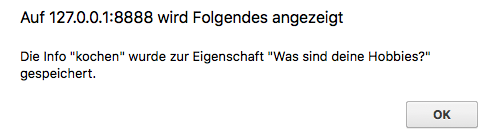 Auf 127.0.0.1:8888 wird Folgendes angezeigt
Die Info "kochen" wurde zur Eigenschaft "Was sind deine Hobbies?"
gespeichert.
OK